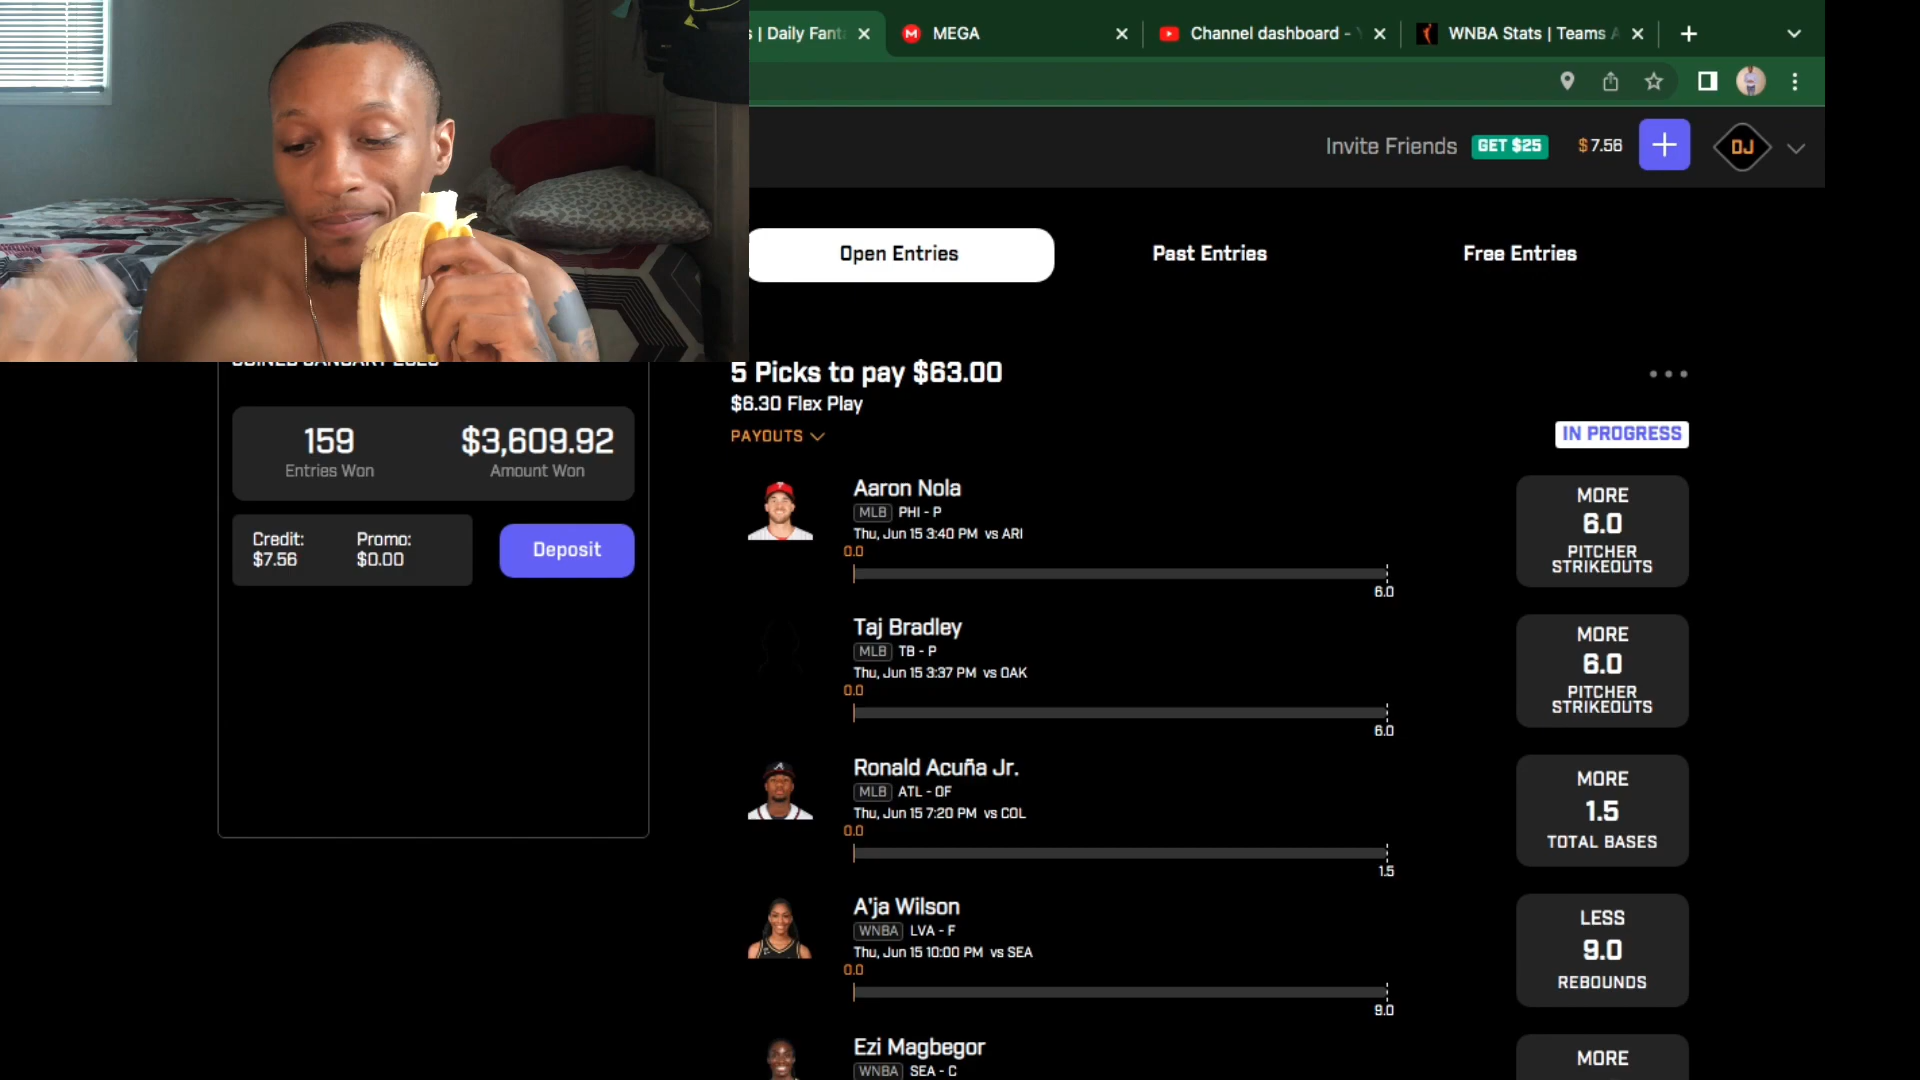 s | Daily Fant
MEGA
Channel dashboard -
WNBA Stats | Teams A
Invite Friends
GET $25
$7.56
DJ
Open Entries
Past Entries
Free Entries
5 Picks to pay $63.00
$6.30 Flex Play
PAYOUTS
IN PROGRESS
159
Entries Won
$3,609.92
Amount Won
Credit:
$7.56
Promo:
$0.00
Deposit
Aaron Nola
MLB PHI - P
Thu, Jun 15 3:40 PM vs ARI
0.0
6.0
MORE
6.0
PITCHER
STRIKEOUTS
Taj Bradley
MLB TB - P
Thu, Jun 15 3:37 PM vs OAK
0.0
6.0
MORE
6.0
PITCHER
STRIKEOUTS
Ronald Acuña Jr.
MLB ATL - OF
Thu, Jun 15 7:20 PM vs COL
0.0
1.5
MORE
1.5
TOTAL BASES
A'ja Wilson
WNBA LVA - F
Thu, Jun 15 10:00 PM vs SEA
0.0
9.0
LESS
9.0
REBOUNDS
Ezi Magbegor
WNBA SEA - C
MORE